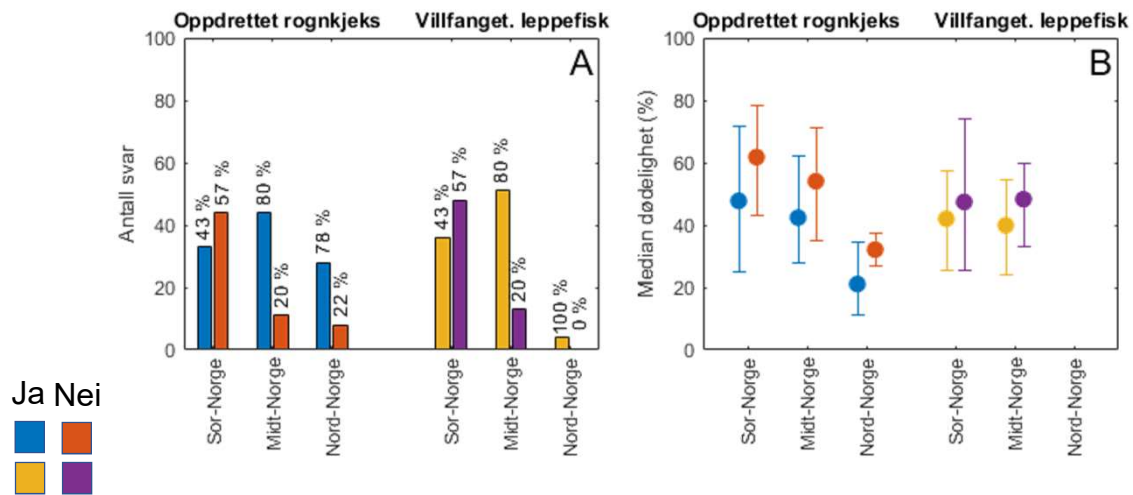 Oppdrettet rognkjeks Villfanget. leppefisk
A
Antall svar
100
80
60
40
20
0
43 %
57 %
80 %
20 %
78 %
22 %
43 %
57 %
80 %
20 %
100 %
0 %
Sor-Norge
Midt-Norge
Nord-Norge
Sor-Norge
Midt-Norge
Nord-Norge
Oppdrettet rognkjeks Villfanget. leppefisk
B
Median dødelighet (%)
100
80
60
40
20
0
Sor-Norge
Midt-Norge
Nord-Norge
Sor-Norge
Midt-Norge
Nord-Norge
Ja Nei